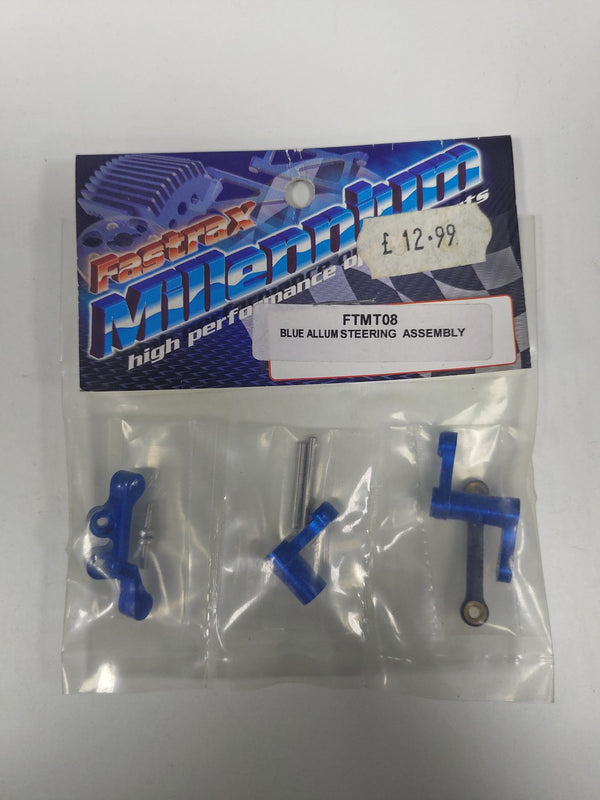 Fastrax
Millennium
high performance
£ 12.99
FTMT08
BLUE ALLUM STEERING ASSEMBLY